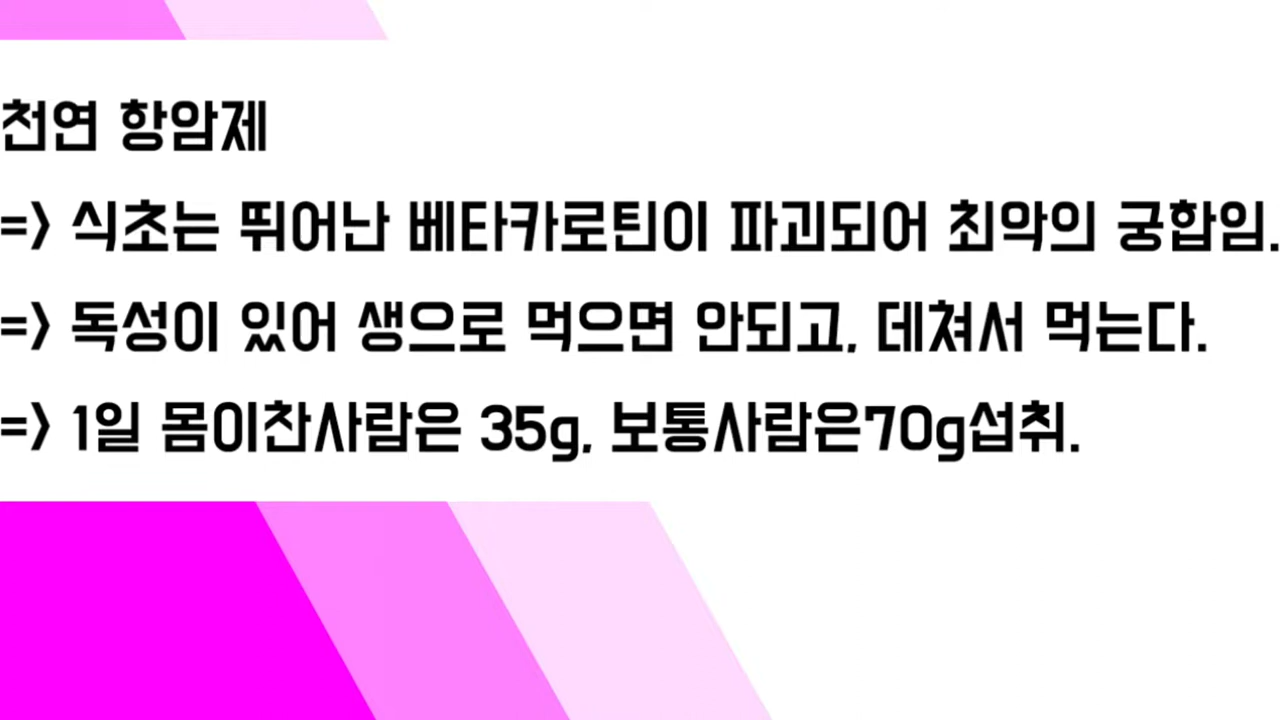 천연 항암제
=> 식초는 뛰어난 베타카로틴이 파괴되어 최악의 궁합임.
=> 독성이 있어 생으로 먹으면 안되고, 데쳐서 먹는다.
=> 1일 몸이찬사람은 35g, 보통사람은70g섭취.